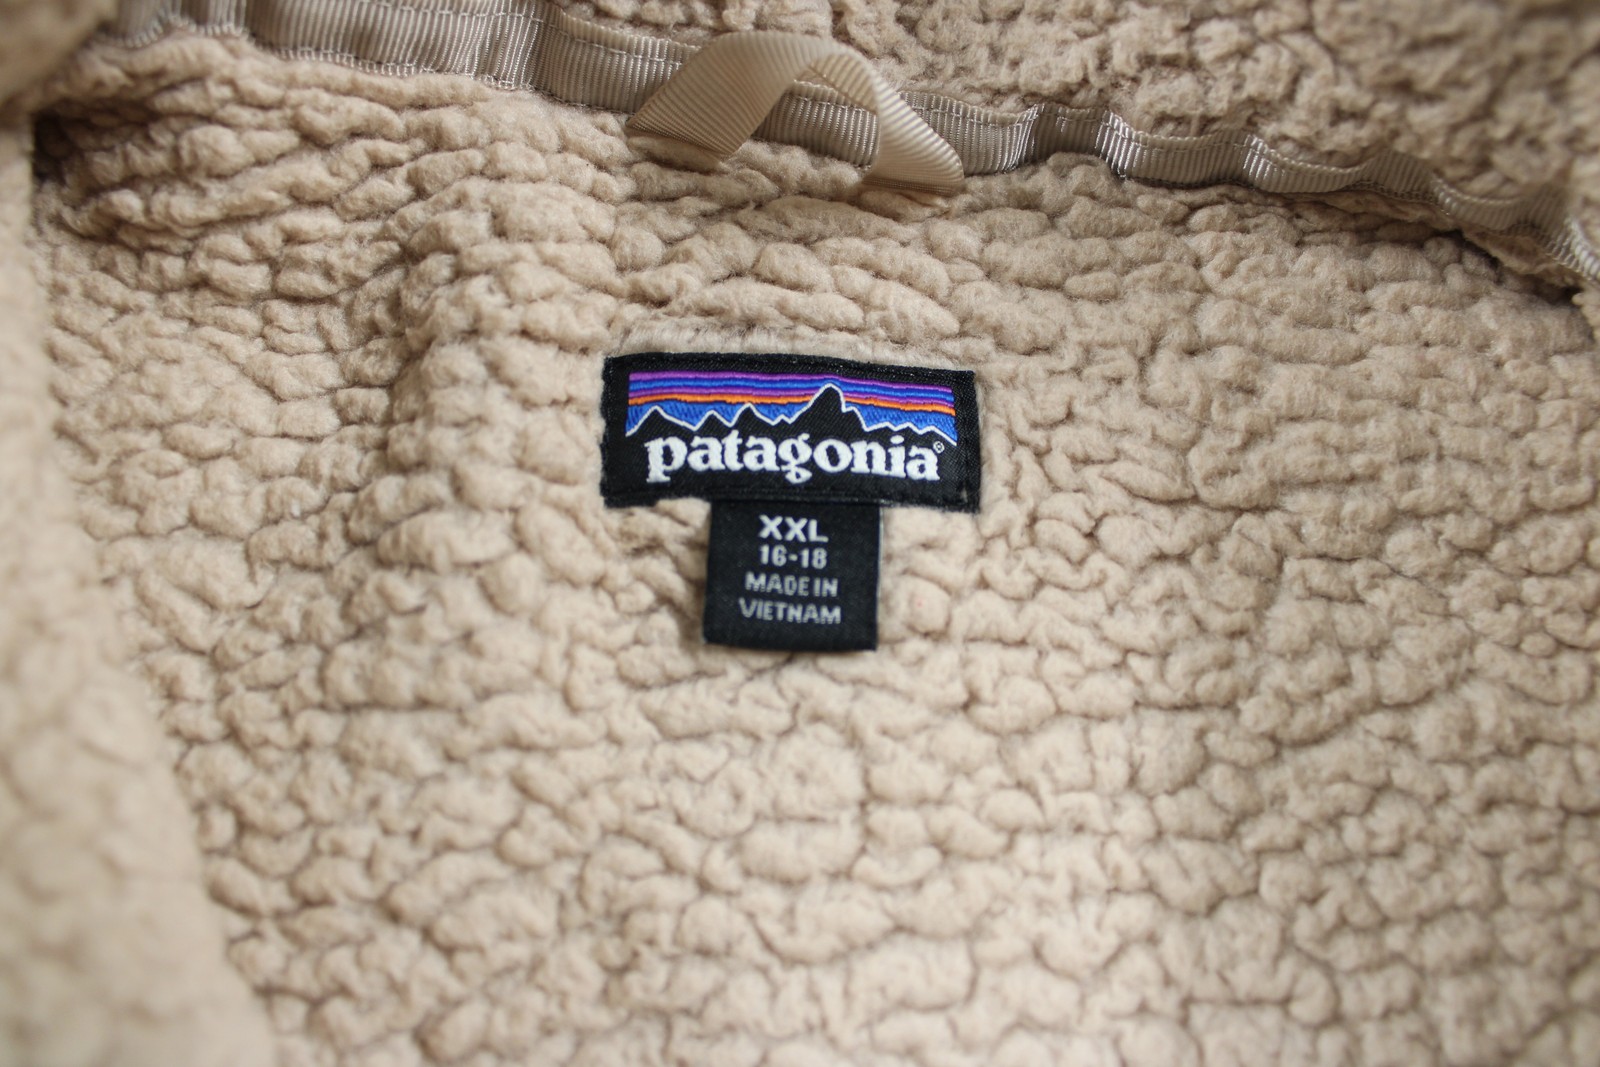 patagonia®
XXL
16-18
MADE IN
VIETNAM